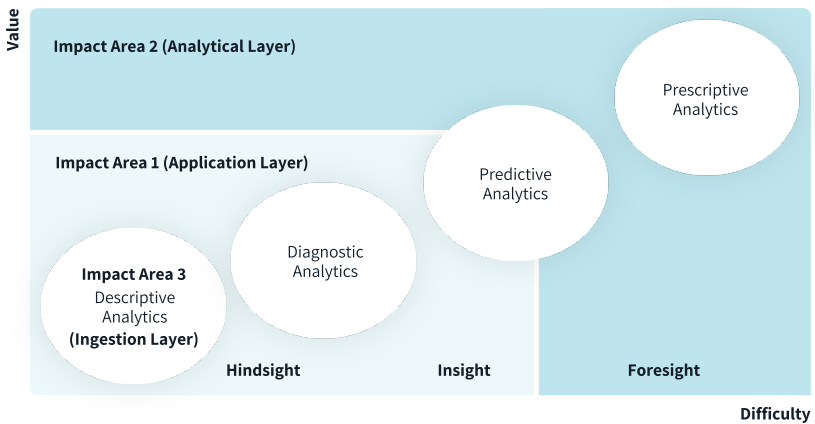 Value
Impact Area 2 (Analytical Layer)
Prescriptive
Analytics
Impact Area 1 (Application Layer)
Predictive
Analytics
Diagnostic
Analytics
Impact Area 3
Descriptive
Analytics
(Ingestion Layer)
Hindsight
Insight
Foresight
Difficulty